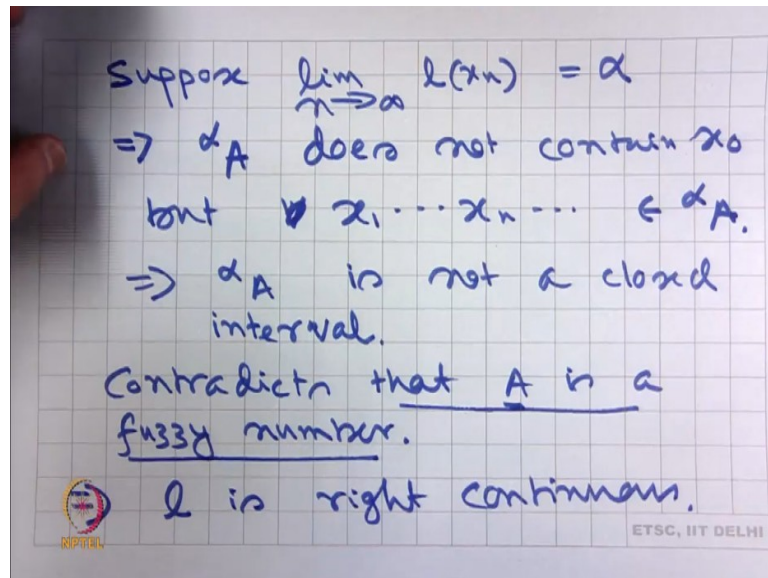 Suppose lim l(xn) = α
n→∞
=> αA does not contain x0
but x1 ... xn ... ∈ αA.
=> αA is not a closed
interval.
Contradicts that A is a
fuzzy number.
=> l is right continuous.
NPTEL
ETSC, IIT DELHI